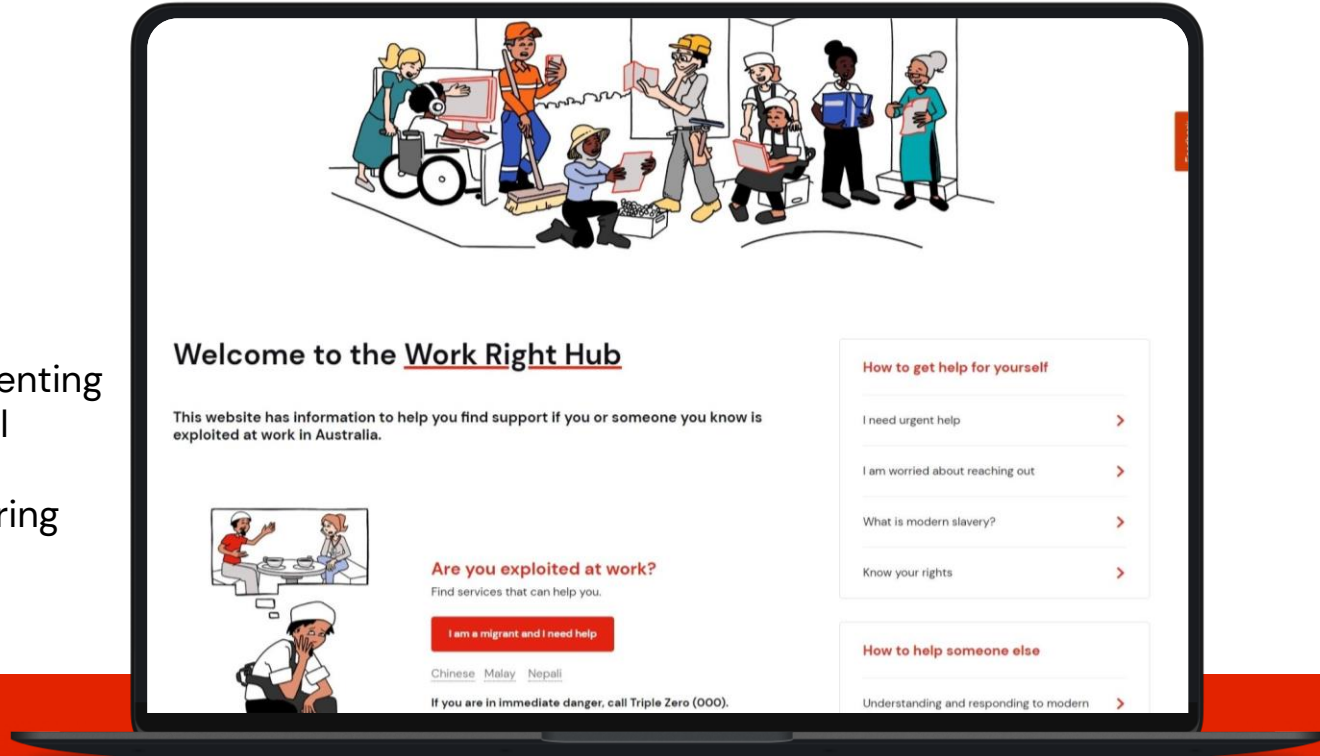 enting
l
ring
Welcome to the Work Right Hub
This website has information to help you find support if you or someone you know is
exploited at work in Australia.
Are you exploited at work?
Find services that can help you.
I am a migrant and I need help
Chinese Malay Nepali
If you are in immediate danger, call Triple Zero (000).
How to get help for yourself
I need urgent help
I am worried about reaching out
What is modern slavery?
Know your rights
How to help someone else
Understanding and responding to modern